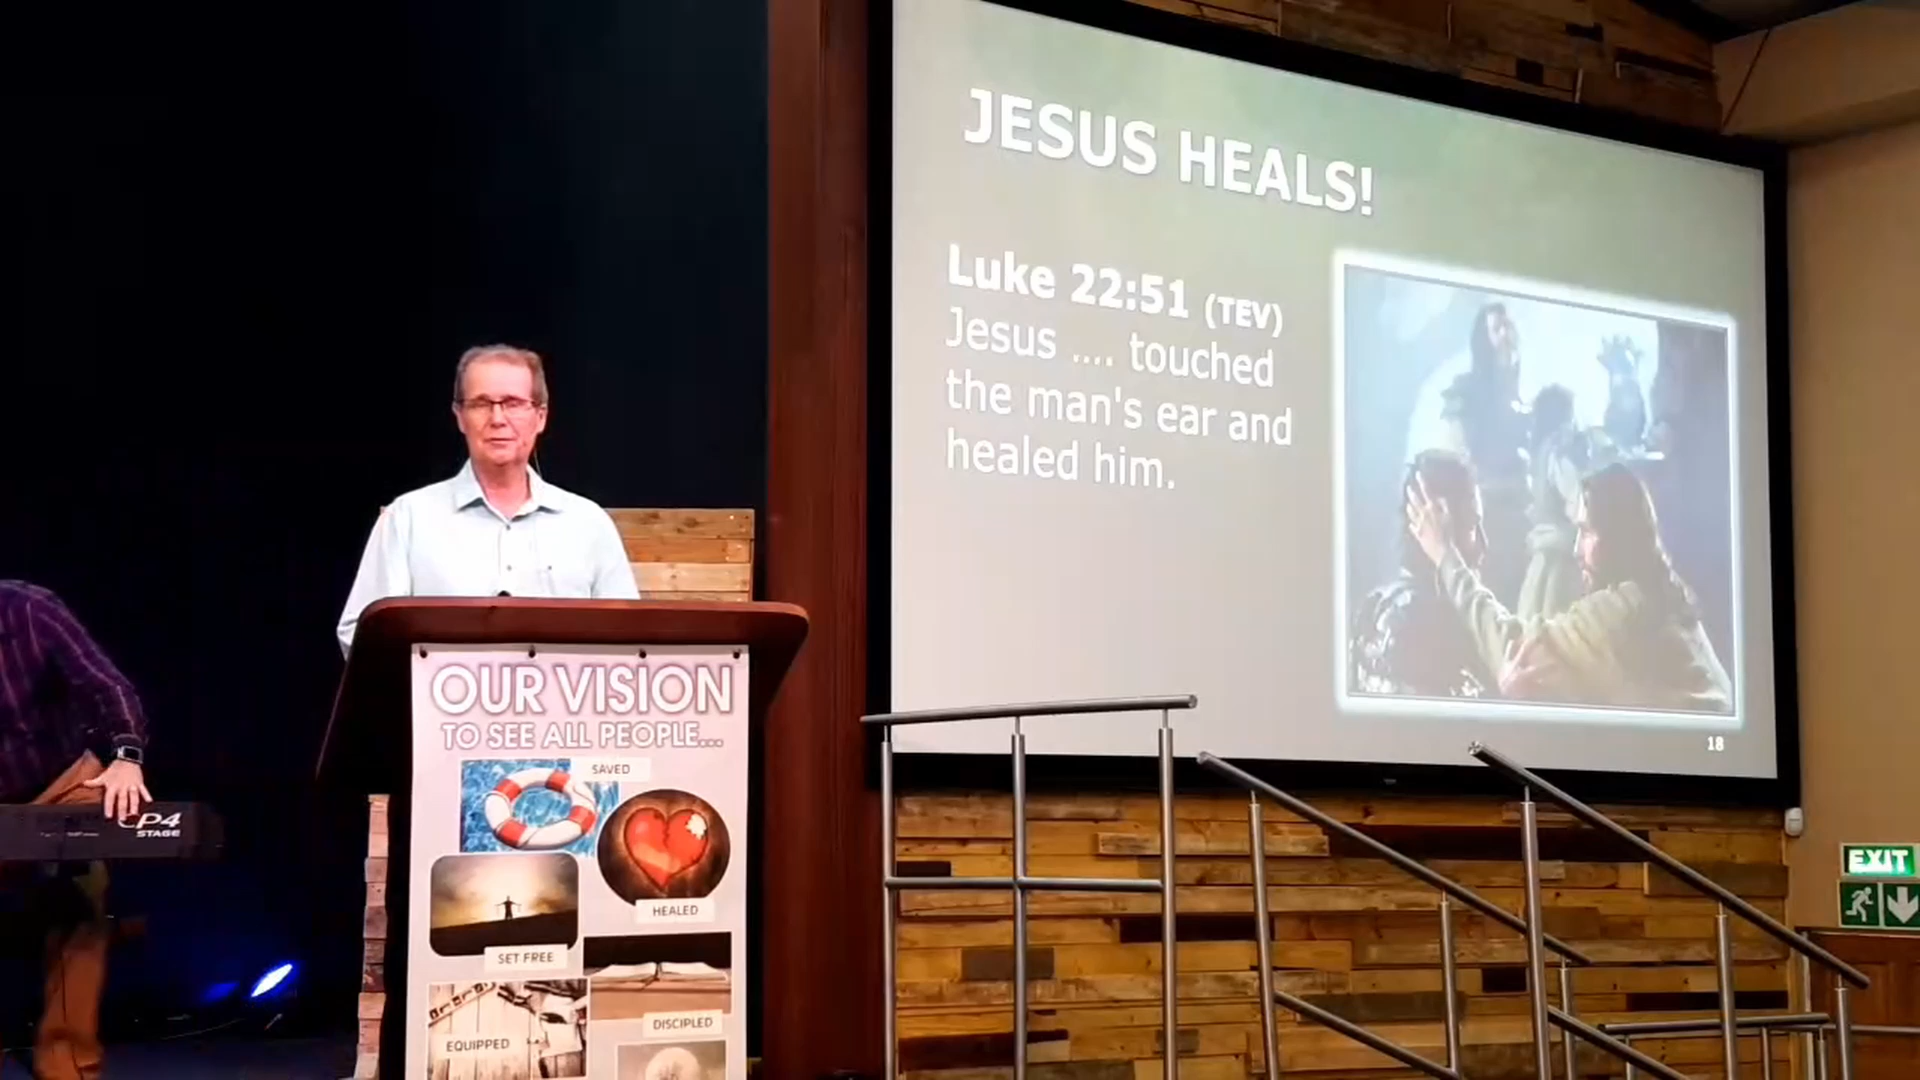 JESUS HEALS!
Luke 22:51 (TEV)
Jesus .... touched
the man's ear and
healed him.
18
OUR VISION
TO SEE ALL PEOPLE...
SAVED
HEALED
SET FREE
DISCIPLED
EQUIPPED
CP4
STAGE
EXIT